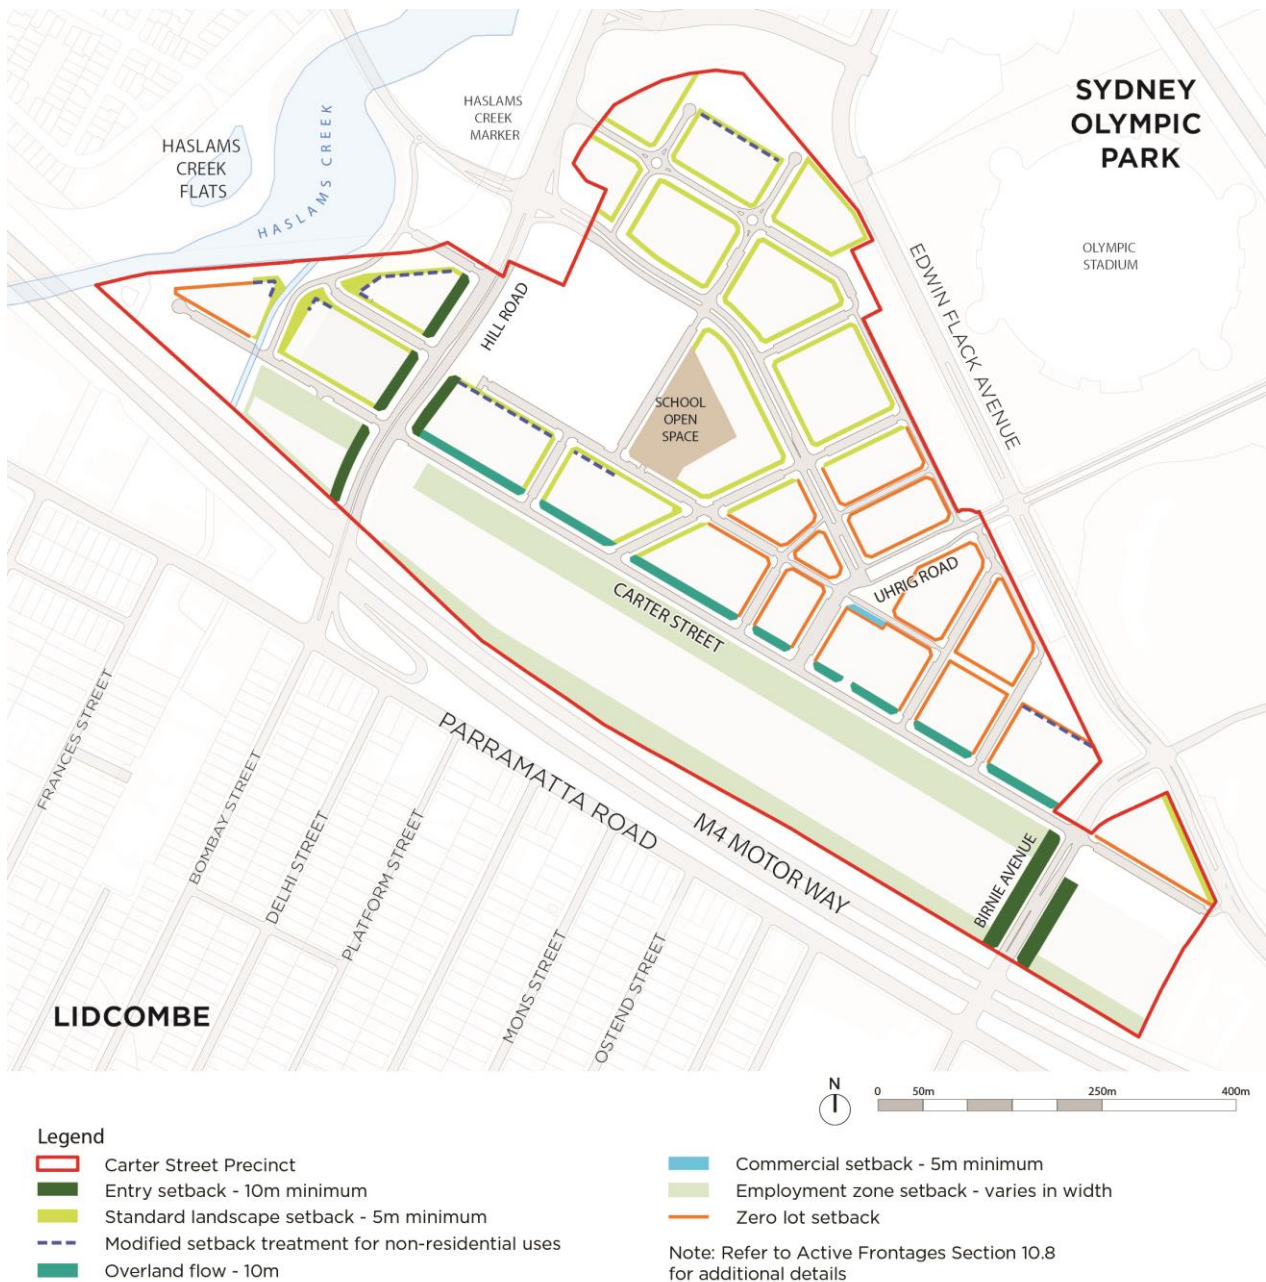 SYDNEY
OLYMPIC
PARK
HASLAMS
CREEK
MARKER
HASLAMS
CREEK
FLATS
HASLAMS CREEK
OLYMPIC
STADIUM
EDWIN FLACK AVENUE
HILL ROAD
SCHOOL
OPEN
SPACE
UHRIG ROAD
CARTER STREET
PARRAMATTA ROAD
M4 MOTORWAY
BIRNIE AVENUE
FRANCES STREET
BOMBAY STREET
DELHI STREET
PLATFORM STREET
MONS STREET
OSTEND STREET
LIDCOMBE
N
0 50m 250m 400m
Legend
Carter Street Precinct
Entry setback - 10m minimum
Standard landscape setback - 5m minimum
Modified setback treatment for non-residential uses
Overland flow - 10m
Commercial setback - 5m minimum
Employment zone setback - varies in width
Zero lot setback
Note: Refer to Active Frontages Section 10.8
for additional details